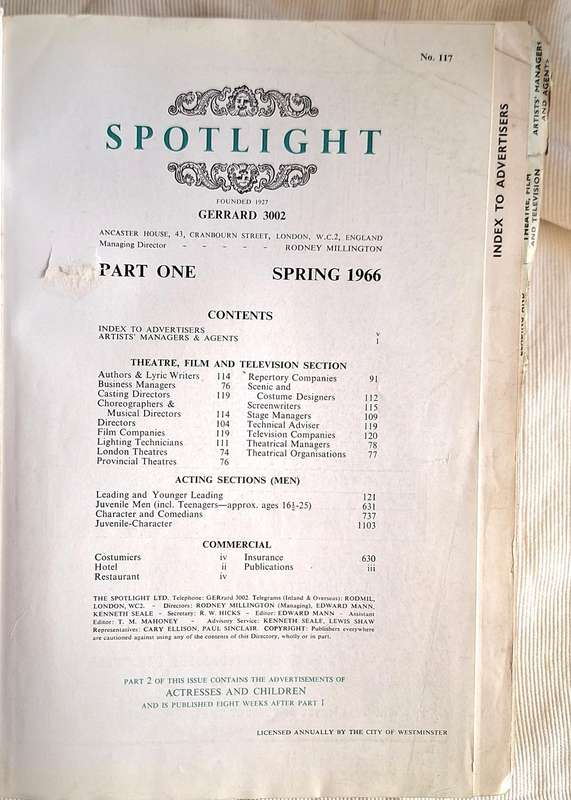 No. 117
SPOTLIGHT
FOUNDED 1927
GERRARD 3002
ANCASTER HOUSE, 43, CRANBOURN STREET, LONDON, W.C.2, ENGLAND
Managing Director - - - - - RODNEY MILLINGTON
PART ONE SPRING 1966
CONTENTS
INDEX TO ADVERTISERS v
ARTISTS' MANAGERS & AGENTS 1
THEATRE, FILM AND TELEVISION SECTION
Authors & Lyric Writers 114
Business Managers 76
Casting Directors 119
Choreographers &
Musical Directors 114
Directors 104
Film Companies 119
Lighting Technicians 111
London Theatres 74
Provincial Theatres 76
Repertory Companies 91
Scenic and
Costume Designers 112
Screenwriters 115
Stage Managers 109
Technical Adviser 119
Television Companies 120
Theatrical Managers 78
Theatrical Organisations 77
ACTING SECTIONS (MEN)
Leading and Younger Leading 121
Juvenile Men (incl. Teenagers—approx. ages 16½-25) 631
Character and Comedians 737
Juvenile-Character 1103
COMMERCIAL
Costumiers iv
Hotel ii
Restaurant iv
Insurance 630
Publications iii
THE SPOTLIGHT LTD. Telephone: GERrard 3002. Telegrams (Inland & Overseas): RODMIL,
LONDON, WC2. - Directors: RODNEY MILLINGTON (Managing), EDWARD MANN,
KENNETH SEALE - Secretary: R. W. HICKS - Editor: EDWARD MANN - Assistant
Editor: T. M. MAHONEY - Advisory Service: KENNETH SEALE, LEWIS SHAW
Representatives: CARY ELLISON, PAUL SINCLAIR. COPYRIGHT: Publishers everywhere
are cautioned against using any of the contents of this Directory, wholly or in part.
PART 2 OF THIS ISSUE CONTAINS THE ADVERTISEMENTS OF
ACTRESSES AND CHILDREN
AND IS PUBLISHED EIGHT WEEKS AFTER PART 1
LICENSED ANNUALLY BY THE CITY OF WESTMINSTER
INDEX TO ADVERTISERS
ARTISTS' MANAGERS
AND AGENTS
THEATRE, FILM
AND TELEVISION